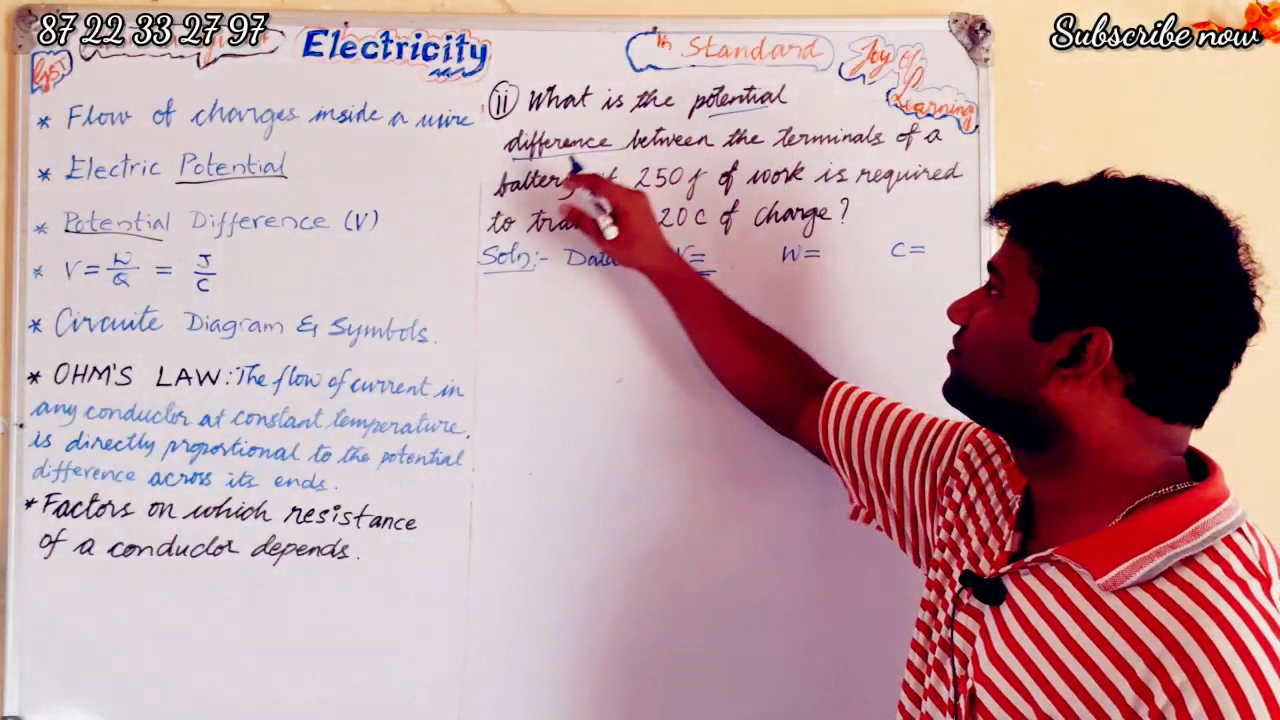 87 22 33 27 97
Subscribe now
Electricity
th Standard
Joy Of
Learning
* Flow of charges inside a wire
* Electric Potential
* Potential Difference (V)
* V = W/Q = J/C
* Circuite Diagram & Symbols.
* OHM'S LAW: The flow of current in
any conductor at constant temperature
is directly proportional to the potential
difference across its ends.
* Factors on which resistance
of a conductor depends.
(ii) What is the potential
difference between the terminals of a
250 J of work is required
to 20 C of charge?
Soln:- Data V= W= C=